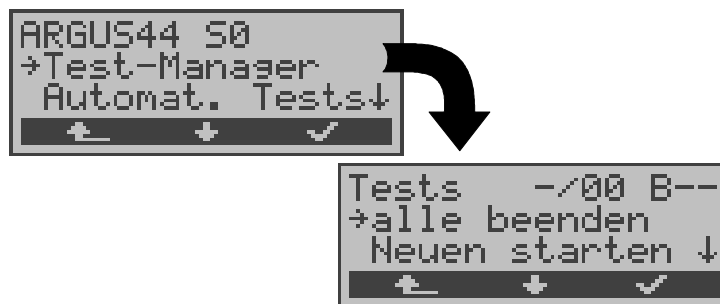 ARGUS44 S0
→Test-Manager
Automat. Tests↓
Tests -/00 B--
→alle beenden
Neuen starten ↓